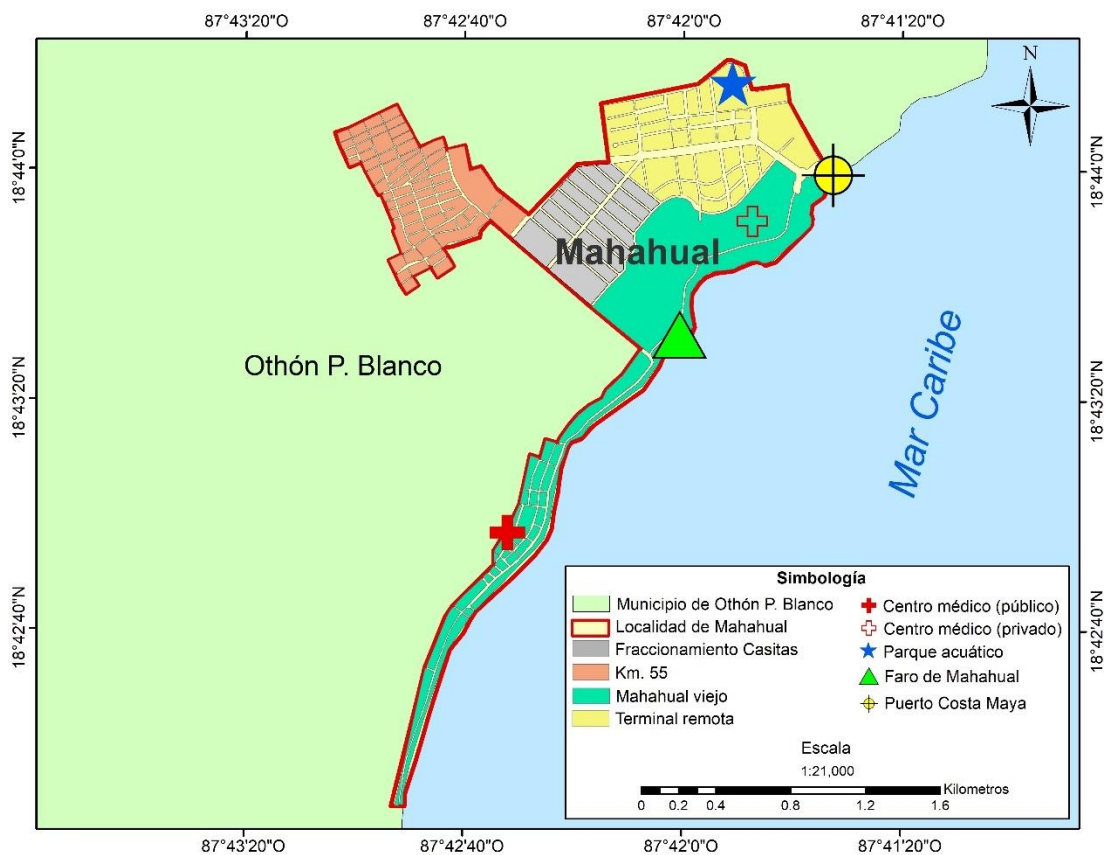 87°43'20"O
87°42'40"O
87°42'0"O
87°41'20"O
N
18°44'0"N
18°44'0"N
Mahahual
Othón P. Blanco
18°43'20"N
18°43'20"N
Mar Caribe
18°42'40"N
18°42'40"N
Simbología
Municipio de Othón P. Blanco
Localidad de Mahahual
Fraccionamiento Casitas
Km. 55
Mahahual viejo
Terminal remota
Centro médico (público)
Centro médico (privado)
Parque acuático
Faro de Mahahual
Puerto Costa Maya
Escala
1:21,000
Kilometros
0 0.2 0.4 0.8 1.2 1.6
87°43'20"O
87°42'40"O
87°42'0"O
87°41'20"O